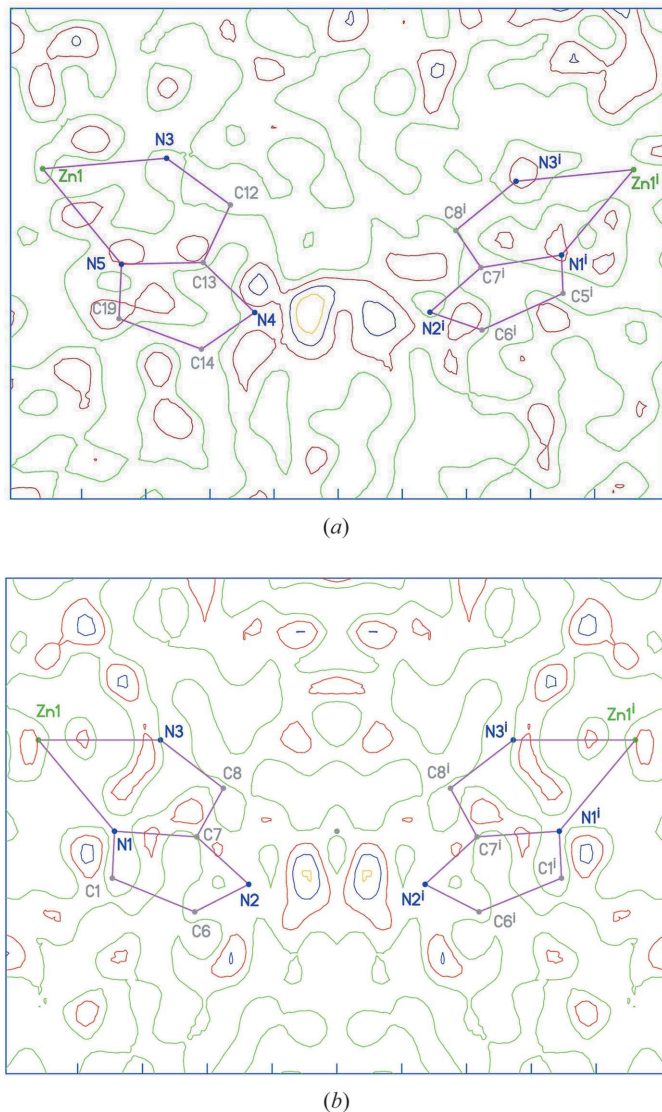 N3
N3ⁱ
Zn1
Zn1ⁱ
C12
C8ⁱ
N5
C13
C7ⁱ
N1ⁱ
C5ⁱ
C19
N4
N2ⁱ
C6ⁱ
C14
(a)
Zn1
N3
N3ⁱ
Zn1ⁱ
C8
C8ⁱ
N1
C7
C7ⁱ
N1ⁱ
C1
N2
N2ⁱ
C1ⁱ
C6
C6ⁱ
(b)